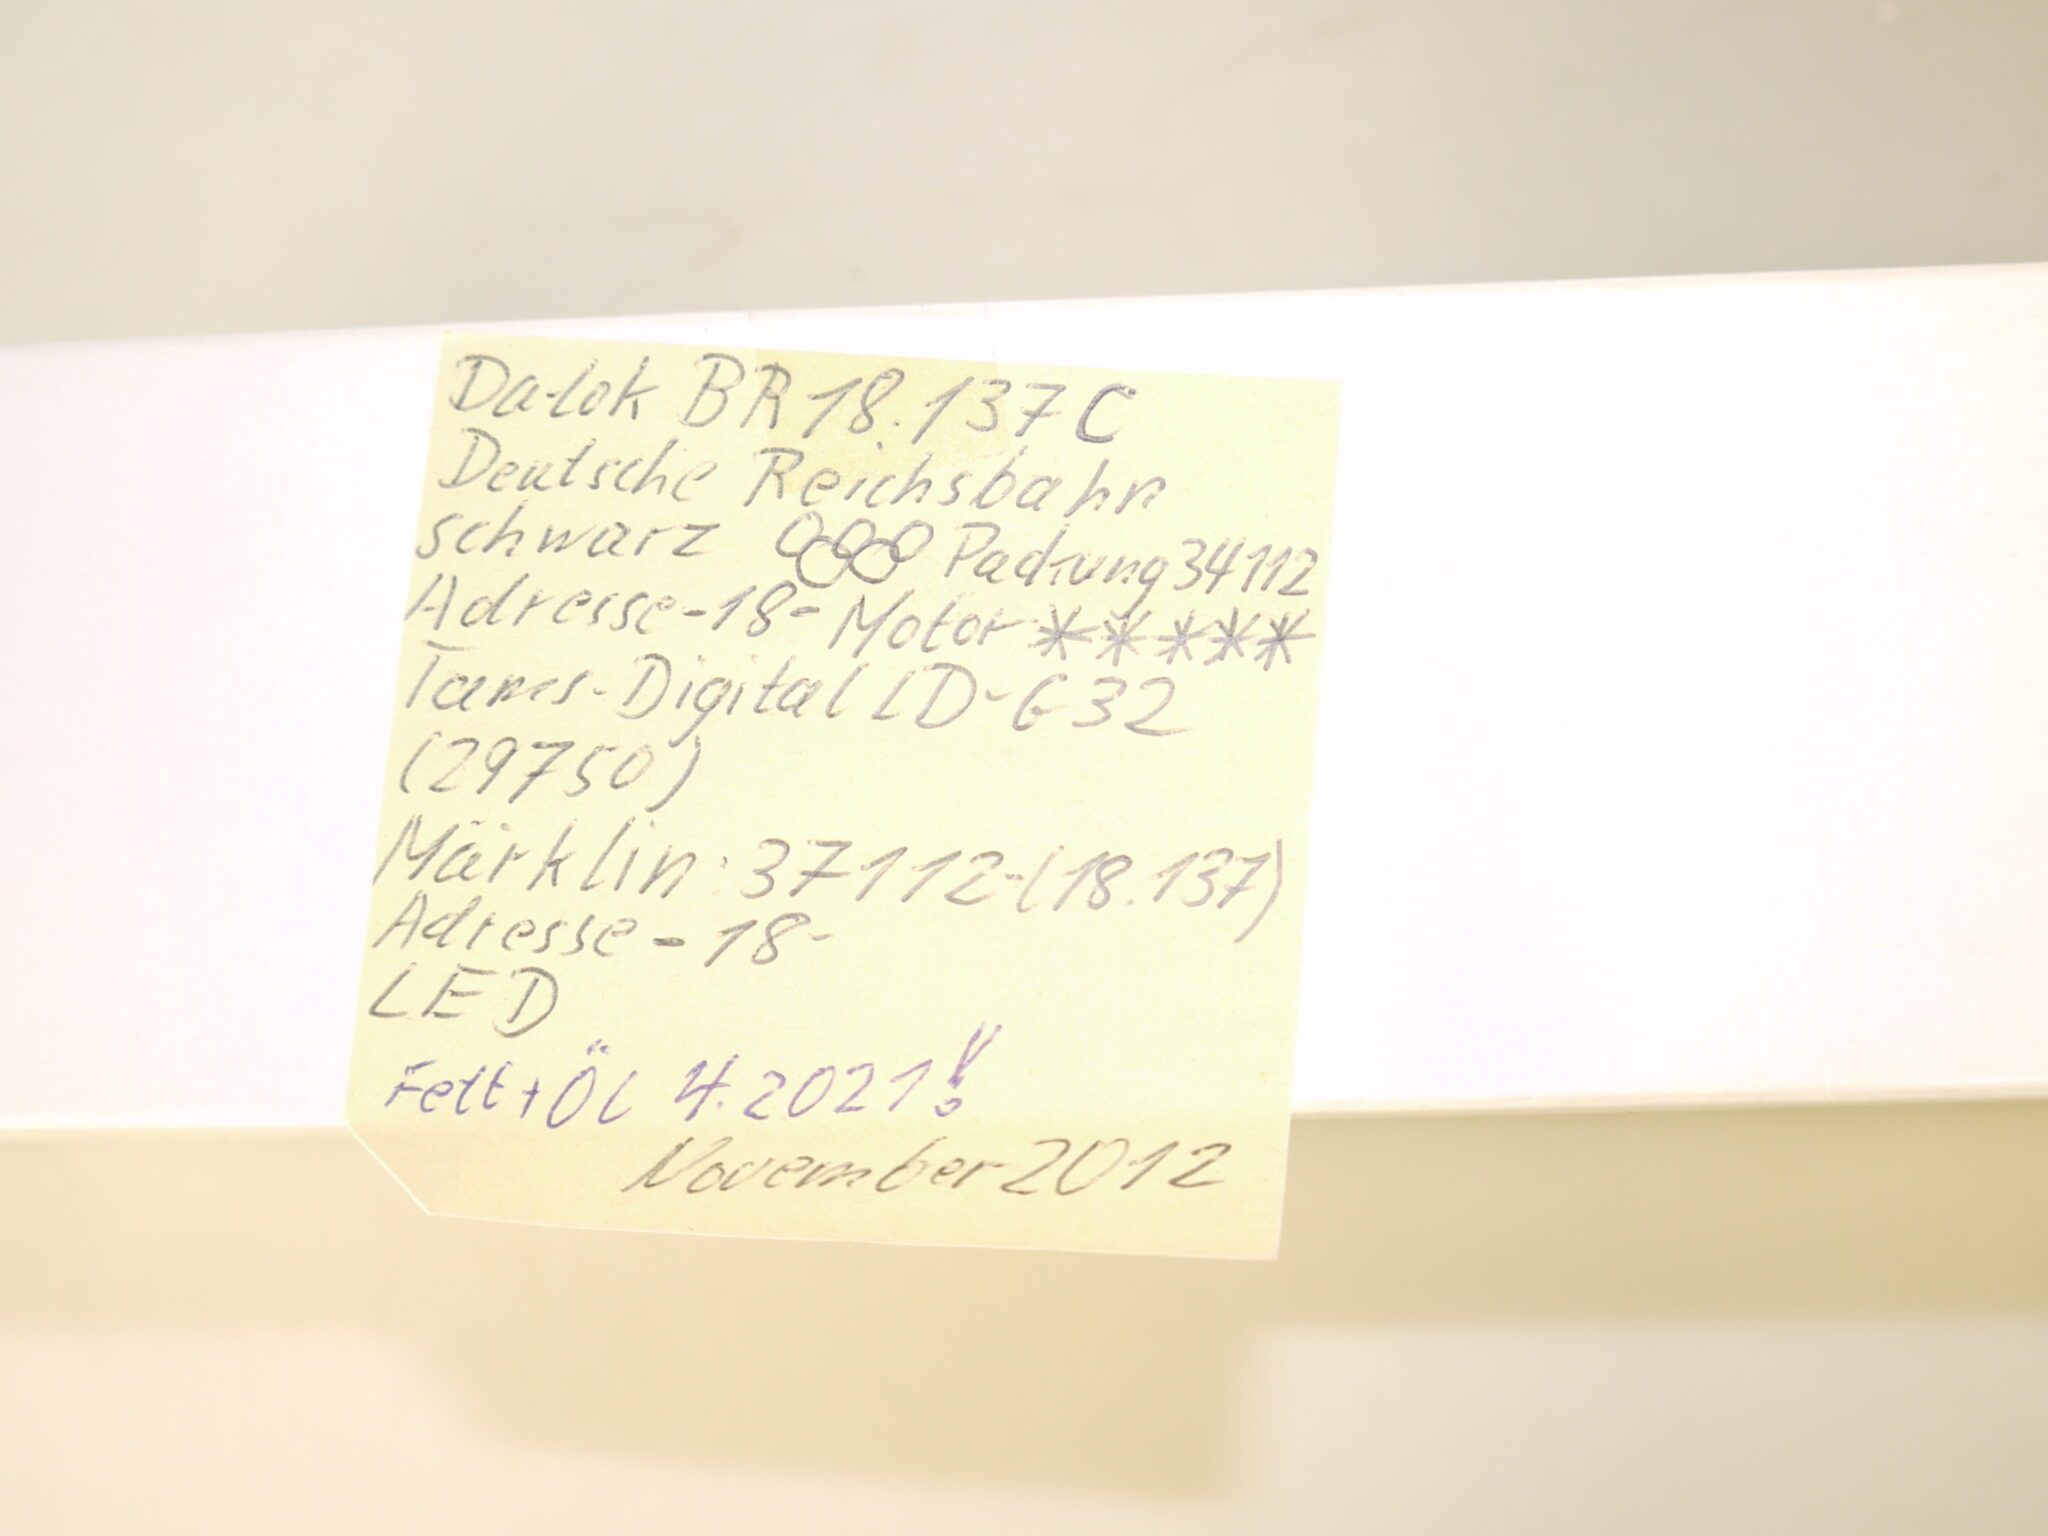 Da-lok BR 18.137 C
Deutsche Reichsbahn
schwarz Packung 34112
Adresse-18- Motor *****
Tams-Digital LD-G32
(29750)
Märklin: 37112-(18.137)
Adresse-18-
LED
Fett+Öl 4.2021!!
November 2012